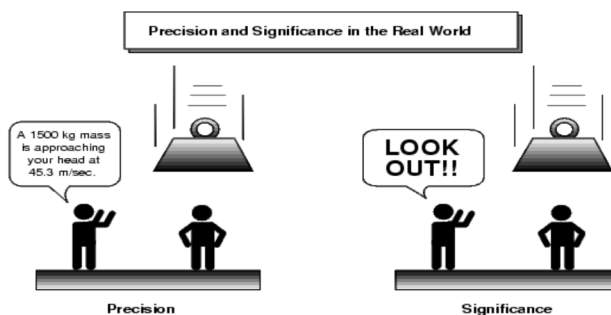 Precision and Significance in the Real World
A 1500 kg mass
is approaching
your head at
45.3 m/sec.
LOOK
OUT!!
Precision
Significance